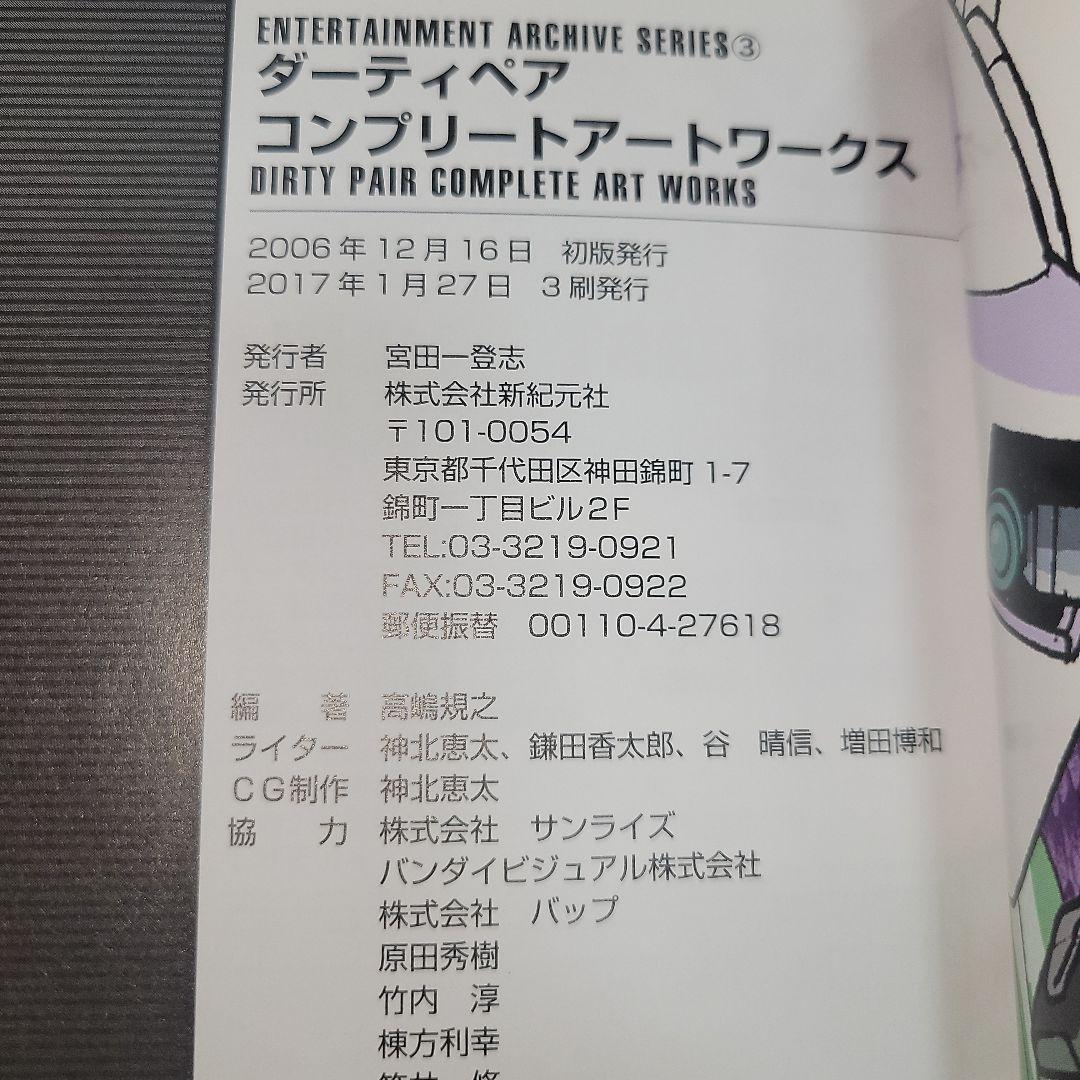 ENTERTAINMENT ARCHIVE SERIES③
ダーティペア
コンプリートアートワークス
DIRTY PAIR COMPLETE ART WORKS
2006年12月16日　初版発行
2017年1月27日　3刷発行
発行者　宮田一登志
発行所　株式会社新紀元社
〒101-0054
東京都千代田区神田錦町 1-7
錦町一丁目ビル2F
TEL:03-3219-0921
FAX:03-3219-0922
郵便振替　00110-4-27618
編　著　高嶋規之
ライター　神北恵太、鎌田香太郎、谷　晴信、増田博和
CG制作　神北恵太
協　力　株式会社　サンライズ
バンダイビジュアル株式会社
株式会社　バップ
原田秀樹
竹内　淳
棟方利幸